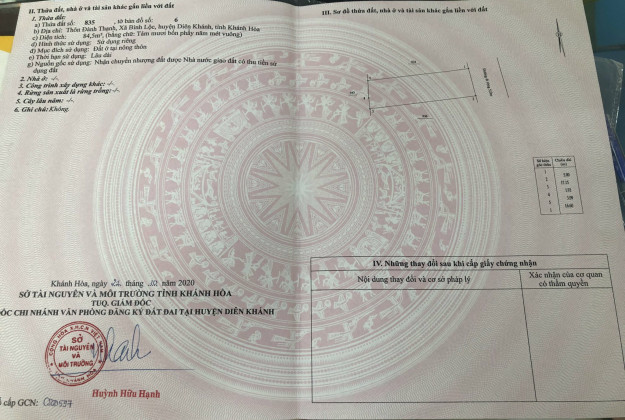 II. Thửa đất, nhà ở và tài sản khác gắn liền với đất
1. Thửa đất:
a) Thửa đất số: 835 , tờ bản đồ số: 6
b) Địa chỉ: Thôn Đảnh Thạnh, Xã Bình Lộc, huyện Diên Khánh, tỉnh Khánh Hòa
c) Diện tích: 84,5m², (bằng chữ: Tám mươi bốn phẩy năm mét vuông)
d) Hình thức sử dụng: Sử dụng riêng
đ) Mục đích sử dụng: Đất ở tại nông thôn
e) Thời hạn sử dụng: Lâu dài
g) Nguồn gốc sử dụng: Nhận chuyển nhượng đất được Nhà nước giao đất có thu tiền sử
dụng đất
2. Nhà ở: -/-
3. Công trình xây dựng khác: -/-
4. Rừng sản xuất là rừng trồng: -/-
5. Cây lâu năm: -/-
6. Ghi chú: Không.
Khánh Hòa, ngày tháng 02 năm 2020
SỞ TÀI NGUYÊN VÀ MÔI TRƯỜNG TỈNH KHÁNH HÒA
TUQ. GIÁM ĐỐC
ĐỐC CHI NHÁNH VĂN PHÒNG ĐĂNG KÝ ĐẤT ĐAI TẠI HUYỆN DIÊN KHÁNH
SỞ
TÀI NGUYÊN
VÀ
MÔI TRƯỜNG
Huỳnh Hữu Hạnh
cấp GCN:
III. Sơ đồ thửa đất, nhà ở và tài sản khác gắn liền với đất
Số hiệu Chiều dài
IV. Những thay đổi sau khi cấp giấy chứng nhận
Nội dung thay đổi và cơ sở pháp lý
Xác nhận của cơ quan
có thẩm quyền